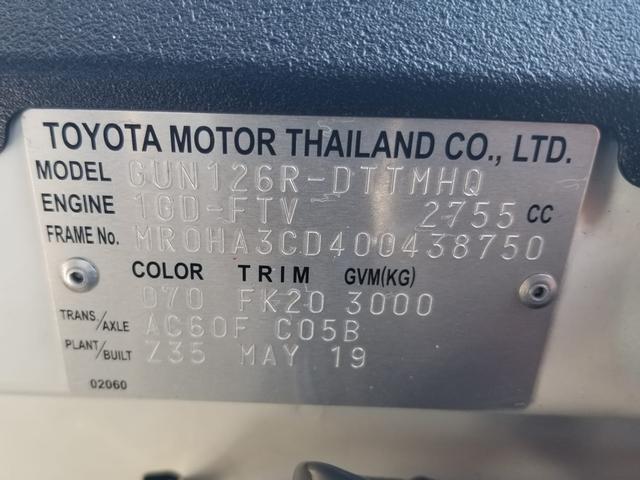 TOYOTA MOTOR THAILAND CO., LTD.
MODEL GUN126R-DTTMHQ
ENGINE 1GD-FTV 2755 CC
FRAME No. MR0HA3CD400438750
COLOR TRIM GVM(KG)
070 FK20 3000
TRANS/AXLE AC60F C05B
PLANT/BUILT Z35 MAY 19
02060